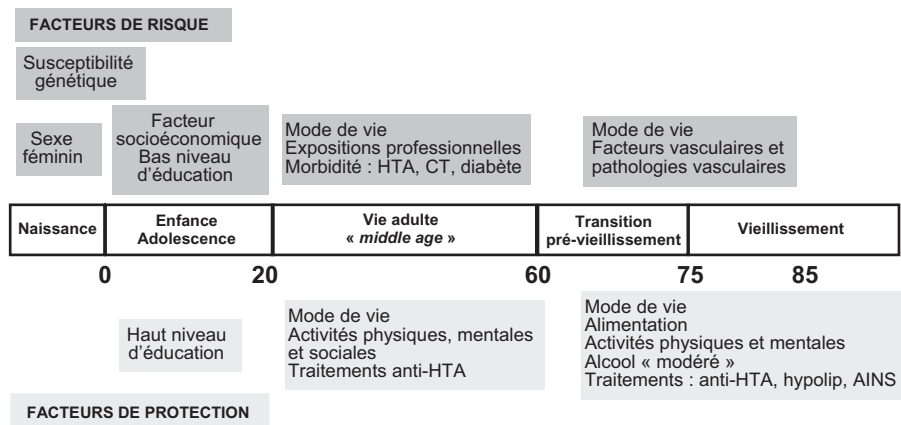 FACTEURS DE RISQUE
Susceptibilité
génétique
Sexe
féminin
Facteur
socioéconomique
Bas niveau
d'éducation
Mode de vie
Expositions professionnelles
Morbidité : HTA, CT, diabète
Mode de vie
Facteurs vasculaires et
pathologies vasculaires
Naissance
Enfance
Adolescence
Vie adulte
« middle age »
Transition
pré-vieillissement
Vieillissement
0 20 60 75 85
Haut niveau
d'éducation
Mode de vie
Activités physiques, mentales
et sociales
Traitements anti-HTA
Mode de vie
Alimentation
Activités physiques et mentales
Alcool « modéré »
Traitements : anti-HTA, hypolip, AINS
FACTEURS DE PROTECTION